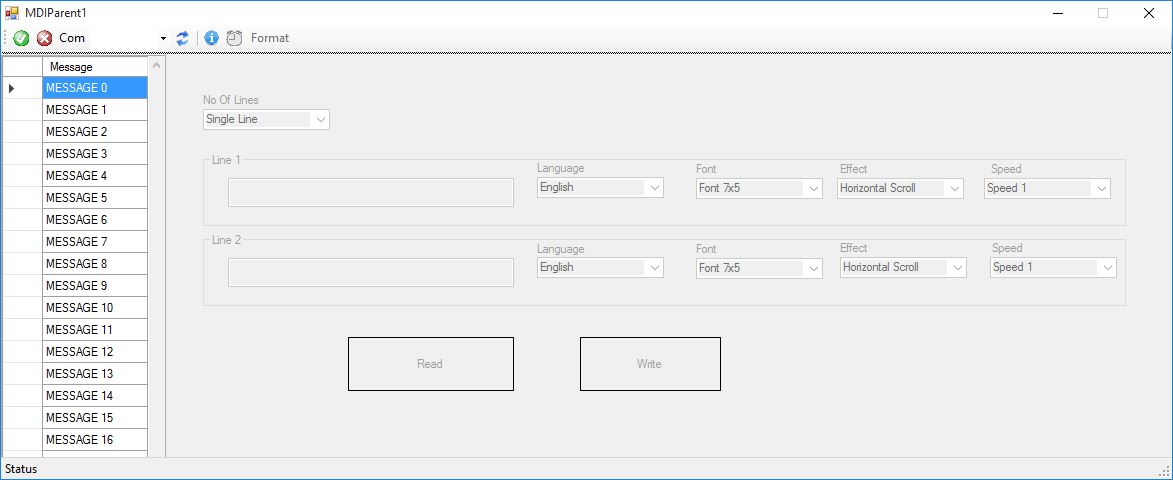 MDIParent1
Com
Format
Message
MESSAGE 0
MESSAGE 1
MESSAGE 2
MESSAGE 3
MESSAGE 4
MESSAGE 5
MESSAGE 6
MESSAGE 7
MESSAGE 8
MESSAGE 9
MESSAGE 10
MESSAGE 11
MESSAGE 12
MESSAGE 13
MESSAGE 14
MESSAGE 15
MESSAGE 16
No Of Lines
Single Line
Line 1
Language
Font
Effect
Speed
English
Font 7x5
Horizontal Scroll
Speed 1
Line 2
Language
Font
Effect
Speed
English
Font 7x5
Horizontal Scroll
Speed 1
Read
Write
Status